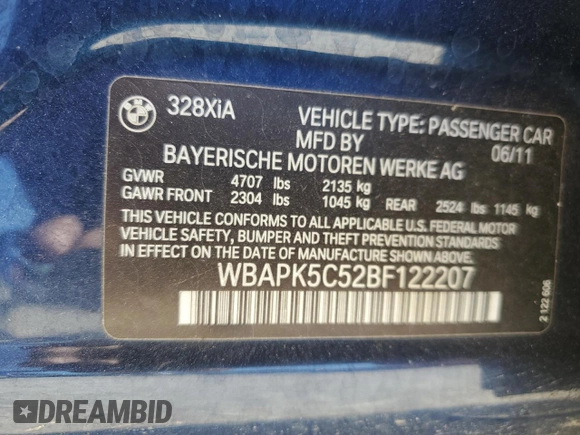 328XiA
VEHICLE TYPE: PASSENGER CAR
MFD BY 06/11
BAYERISCHE MOTOREN WERKE AG
GVWR 4707 lbs 2135 kg
GAWR FRONT 2304 lbs 1045 kg REAR 2524 lbs 1145 kg
THIS VEHICLE CONFORMS TO ALL APPLICABLE U.S. FEDERAL MOTOR
VEHICLE SAFETY, BUMPER AND THEFT PREVENTION STANDARDS
IN EFFECT ON THE DATE OF MANUFACTURE SHOWN ABOVE.
WBAPK5C52BF122207
2 122 606
DREAMBID